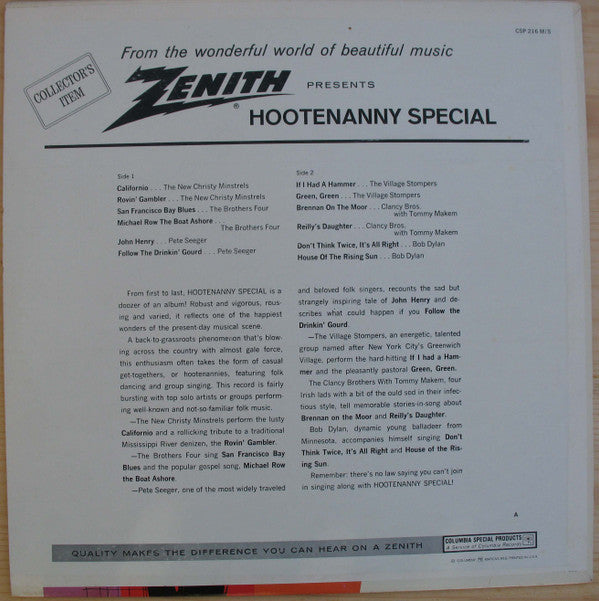 CSP 216 M/S
From the wonderful world of beautiful music
COLLECTOR'S
ITEM
ZENITH
®
PRESENTS
HOOTENANNY SPECIAL
Side 1
Californio . . . The New Christy Minstrels
Rovin' Gambler . . . The New Christy Minstrels
San Francisco Bay Blues . . . The Brothers Four
Michael Row The Boat Ashore . . .
The Brothers Four
John Henry . . . Pete Seeger
Follow The Drinkin' Gourd . . . Pete Seeger
Side 2
If I Had A Hammer . . . The Village Stompers
Green, Green . . . The Village Stompers
Brennan On The Moor . . . Clancy Bros.
with Tommy Makem
Reilly's Daughter . . . Clancy Bros.
with Tommy Makem
Don't Think Twice, It's All Right . . . Bob Dylan
House Of The Rising Sun . . . Bob Dylan
From first to last, HOOTENANNY SPECIAL is a
doozer of an album! Robust and vigorous, rous-
ing and varied, it reflects one of the happiest
wonders of the present-day musical scene.
A back-to-grassroots phenomenon that's blow-
ing across the country with almost gale force,
this enthusiasm often takes the form of casual
get-togethers, or hootenannies, featuring folk
dancing and group singing. This record is fairly
bursting with top solo artists or groups perform-
ing well-known and not-so-familiar folk music.
—The New Christy Minstrels perform the lusty
Californio and a rollicking tribute to a traditional
Mississippi River denizen, the Rovin' Gambler.
—The Brothers Four sing San Francisco Bay
Blues and the popular gospel song, Michael Row
the Boat Ashore.
—Pete Seeger, one of the most widely traveled
and beloved folk singers, recounts the sad but
strangely inspiring tale of John Henry and de-
scribes what could happen if you Follow the
Drinkin' Gourd.
—The Village Stompers, an energetic, talented
group named after New York City's Greenwich
Village, perform the hard-hitting If I had a Ham-
mer and the pleasantly pastoral Green, Green.
The Clancy Brothers With Tommy Makem, four
Irish lads with a bit of the ould sod in their infec-
tious style, tell memorable stories-in-song about
Brennan on the Moor and Reilly's Daughter.
Bob Dylan, dynamic young balladeer from
Minnesota, accompanies himself singing Don't
Think Twice, It's All Right and House of the Ris-
ing Sun.
Remember: there's no law saying you can't join
in singing along with HOOTENANNY SPECIAL!
A
QUALITY MAKES THE DIFFERENCE YOU CAN HEAR ON A ZENITH
COLUMBIA SPECIAL PRODUCTS
A Service of Columbia Records